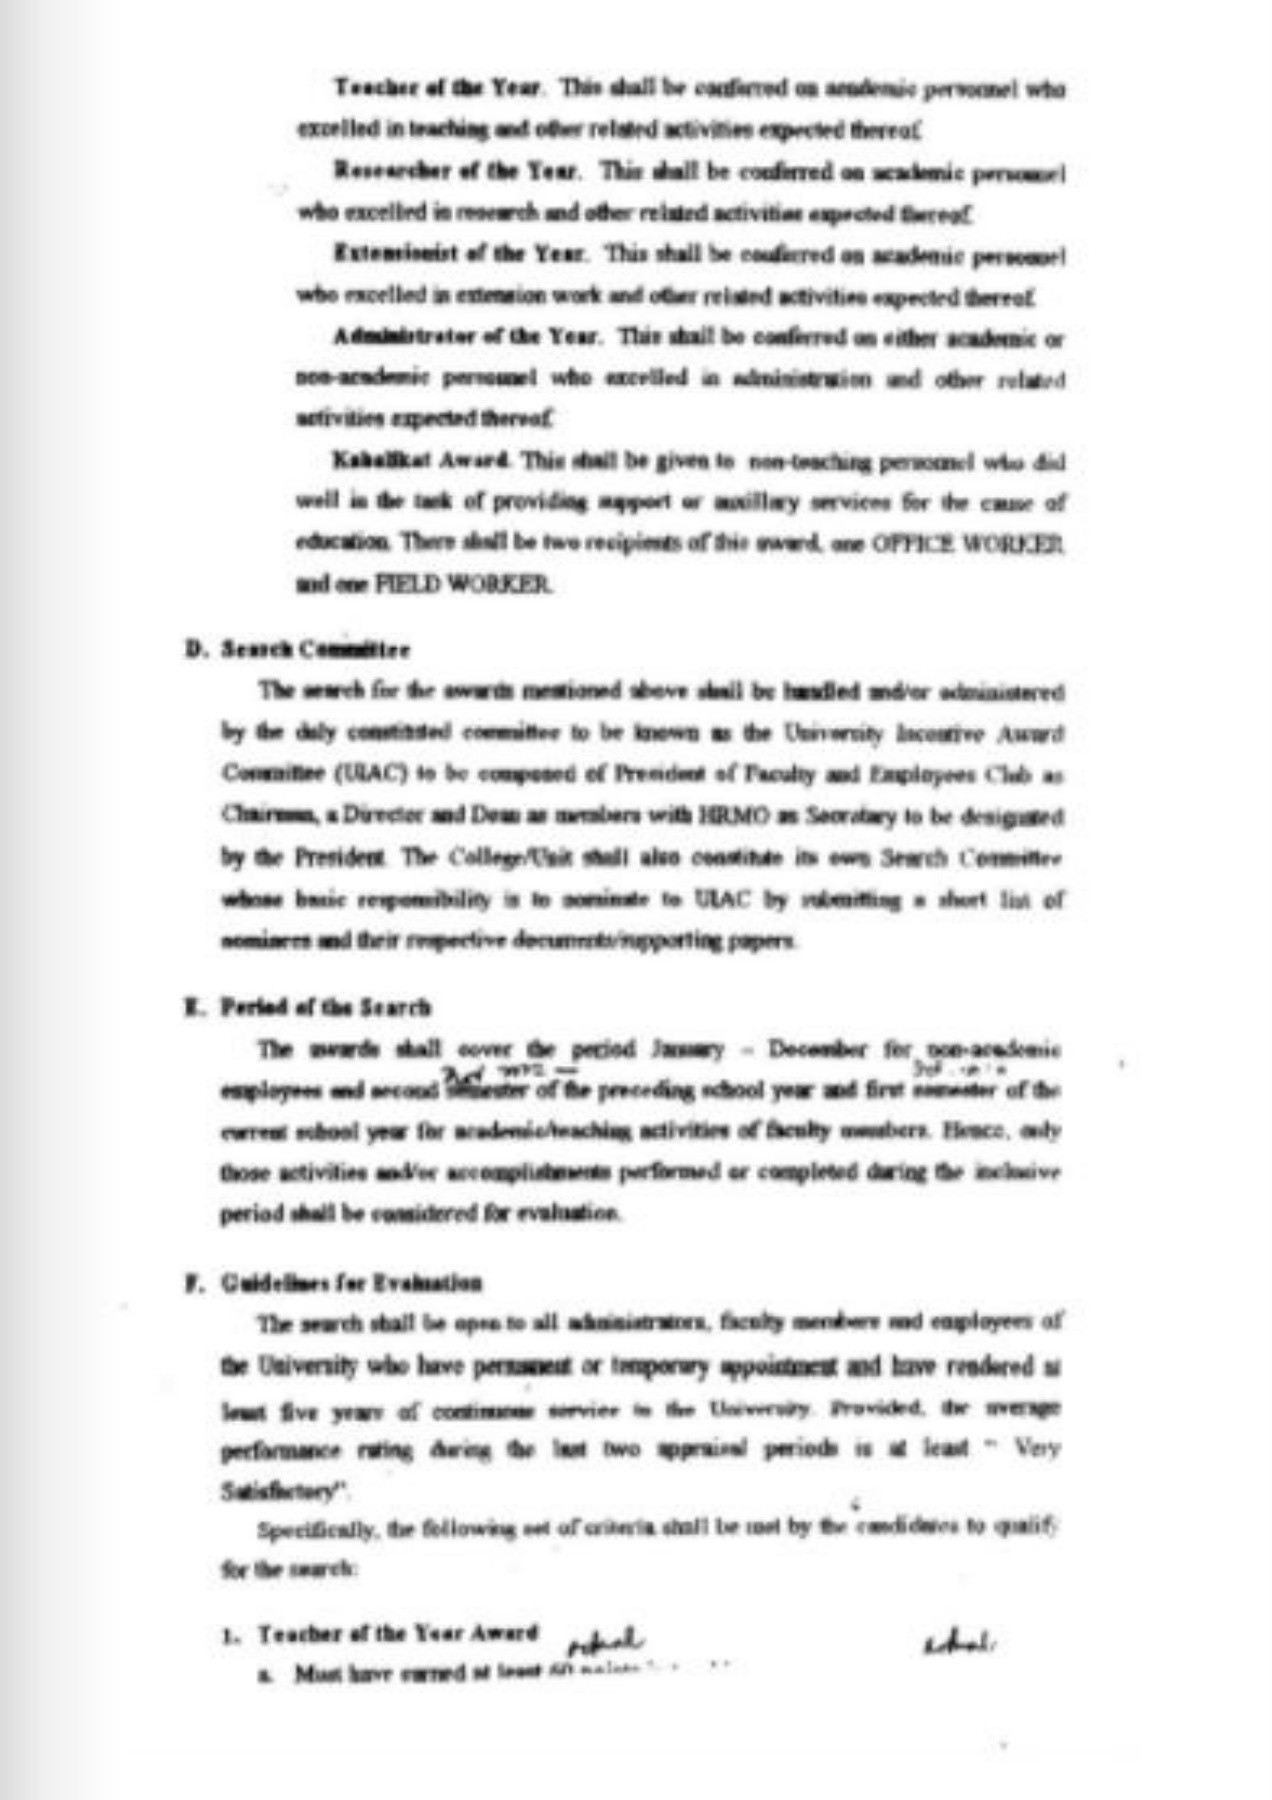 Teacher of the Year. This shall be conferred on academic personnel who
excelled in teaching and other related activities expected thereof.
Researcher of the Year. This shall be conferred on academic personnel
who excelled in research and other related activities expected thereof.
Extensionist of the Year. This shall be conferred on academic personnel
who excelled in extension work and other related activities expected thereof.
Administrator of the Year. This shall be conferred on either academic or
non-academic personnel who excelled in administration and other related
activities expected thereof.
Kabalikat Award. This shall be given to non-teaching personnel who did
well in the task of providing support or auxillary services for the cause of
education. There shall be two recipients of this award, one OFFICE WORKER
and one FIELD WORKER.
D. Search Committee
The search for the awards mentioned above shall be handled and/or administered
by the duly constituted committee to be known as the University Incentive Award
Committee (UIAC) to be composed of President of Faculty and Employees Club as
Chairman, a Director and Dean as members with HRMO as Secretary to be designated
by the President. The College/Unit shall also constitute its own Search Committee
whose basic responsibility is to nominate to UIAC by submitting a short list of
nominees and their respective documents/supporting papers.
E. Period of the Search
The awards shall cover the period January – December for non-academic
employees and second semester of the preceding school year and first semester of the
current school year for academic/teaching activities of faculty members. Hence, only
those activities and/or accomplishments performed or completed during the inclusive
period shall be considered for evaluation.
F. Guidelines for Evaluation
The search shall be open to all administrators, faculty members and employees of
the University who have permanent or temporary appointment and have rendered at
least five years of continuous service in the University. Provided, the average
performance rating during the last two appraisal periods is at least " Very
Satisfactory".
Specifically, the following set of criteria shall be met by the candidates to qualify
for the search:
1. Teacher of the Year Award
a. Must have earned at least 60 points